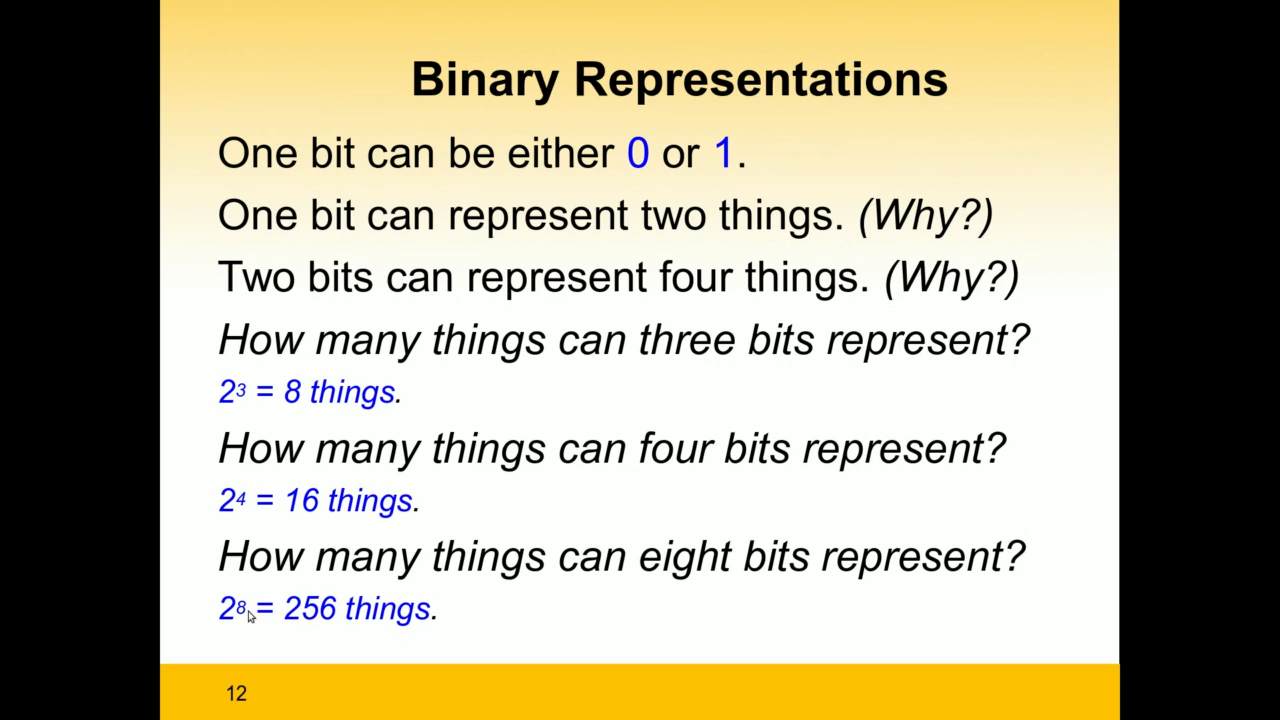 Binary Representations
One bit can be either 0 or 1.
One bit can represent two things. (Why?)
Two bits can represent four things. (Why?)
How many things can three bits represent?
2³ = 8 things.
How many things can four bits represent?
2⁴ = 16 things.
How many things can eight bits represent?
2⁸ = 256 things.
12